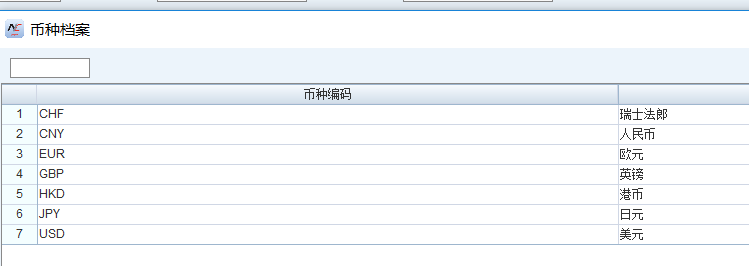 币种档案
币种编码
1 CHF 瑞士法郎
2 CNY 人民币
3 EUR 欧元
4 GBP 英镑
5 HKD 港币
6 JPY 日元
7 USD 美元